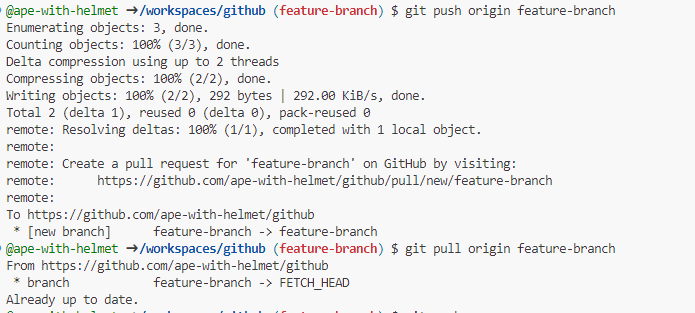 @ape-with-helmet →/workspaces/github (feature-branch) $ git push origin feature-branch
Enumerating objects: 3, done.
Counting objects: 100% (3/3), done.
Delta compression using up to 2 threads
Compressing objects: 100% (2/2), done.
Writing objects: 100% (2/2), 292 bytes | 292.00 KiB/s, done.
Total 2 (delta 1), reused 0 (delta 0), pack-reused 0
remote: Resolving deltas: 100% (1/1), completed with 1 local object.
remote:
remote: Create a pull request for 'feature-branch' on GitHub by visiting:
remote:      https://github.com/ape-with-helmet/github/pull/new/feature-branch
remote:
To https://github.com/ape-with-helmet/github
 * [new branch]      feature-branch -> feature-branch
@ape-with-helmet →/workspaces/github (feature-branch) $ git pull origin feature-branch
From https://github.com/ape-with-helmet/github
 * branch            feature-branch -> FETCH_HEAD
Already up to date.